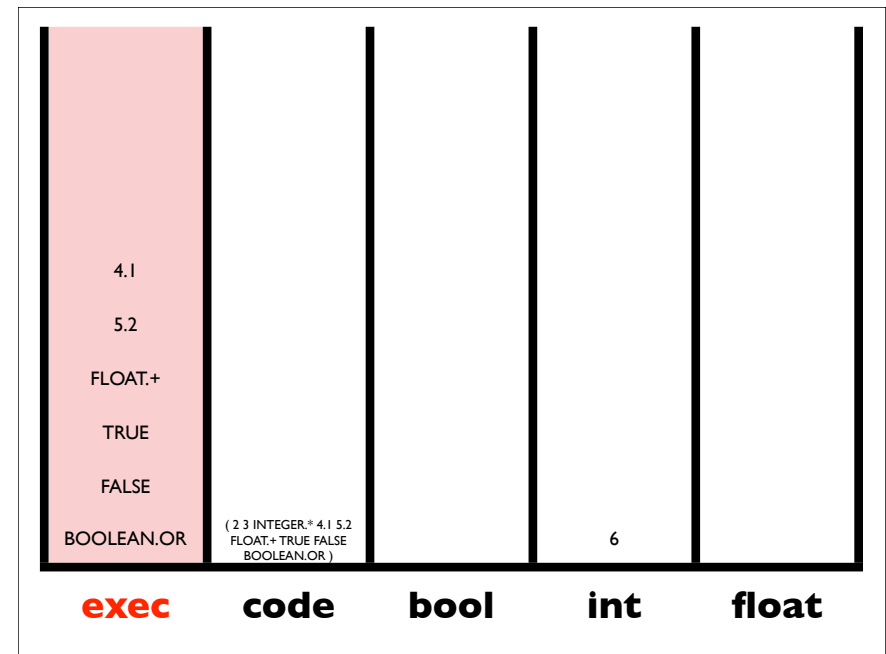 4.1
5.2
FLOAT.+
TRUE
FALSE
BOOLEAN.OR
( 2 3 INTEGER.* 4.1 5.2
FLOAT.+ TRUE FALSE
BOOLEAN.OR )
6
exec code bool int float